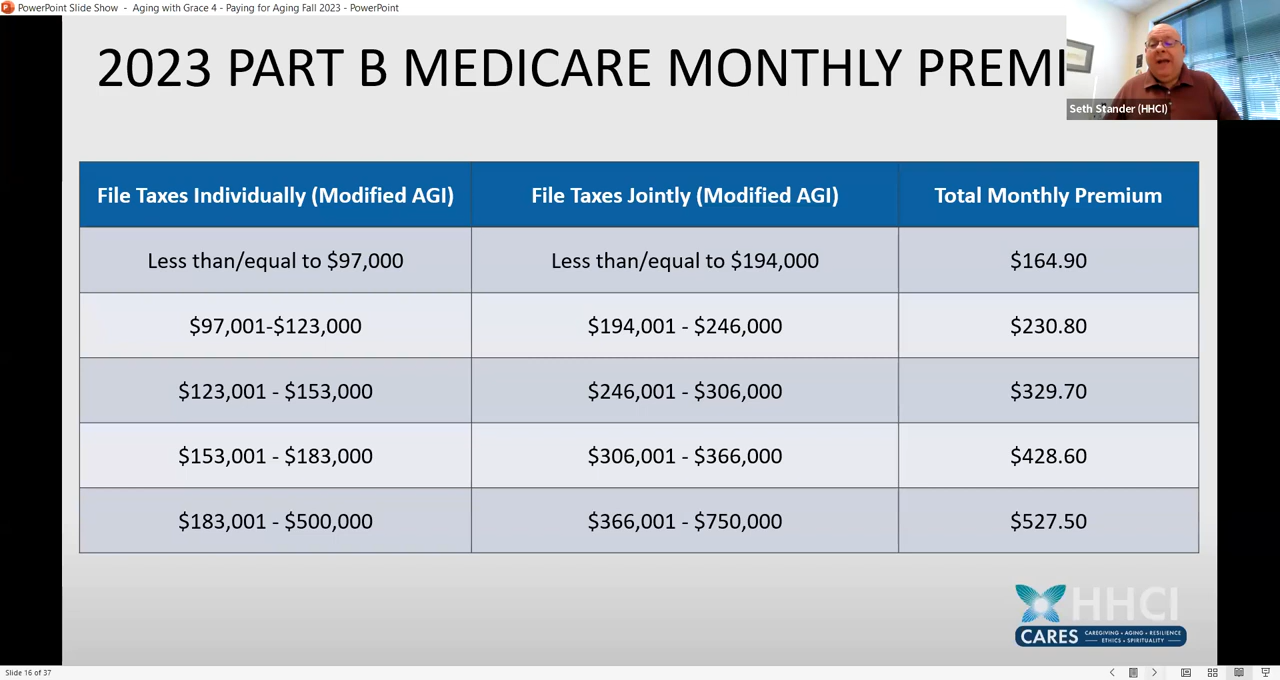 PowerPoint Slide Show - Aging with Grace 4 - Paying for Aging Fall 2023 - PowerPoint
2023 PART B MEDICARE MONTHLY PREMI
Seth Stander (HHCI)
File Taxes Individually (Modified AGI) File Taxes Jointly (Modified AGI) Total Monthly Premium
Less than/equal to $97,000 Less than/equal to $194,000 $164.90
$97,001-$123,000 $194,001 - $246,000 $230.80
$123,001 - $153,000 $246,001 - $306,000 $329.70
$153,001 - $183,000 $306,001 - $366,000 $428.60
$183,001 - $500,000 $366,001 - $750,000 $527.50
HHCI
CARES CAREGIVING • AGING • RESILIENCE
ETHICS • SPIRITUALITY
Slide 16 of 37